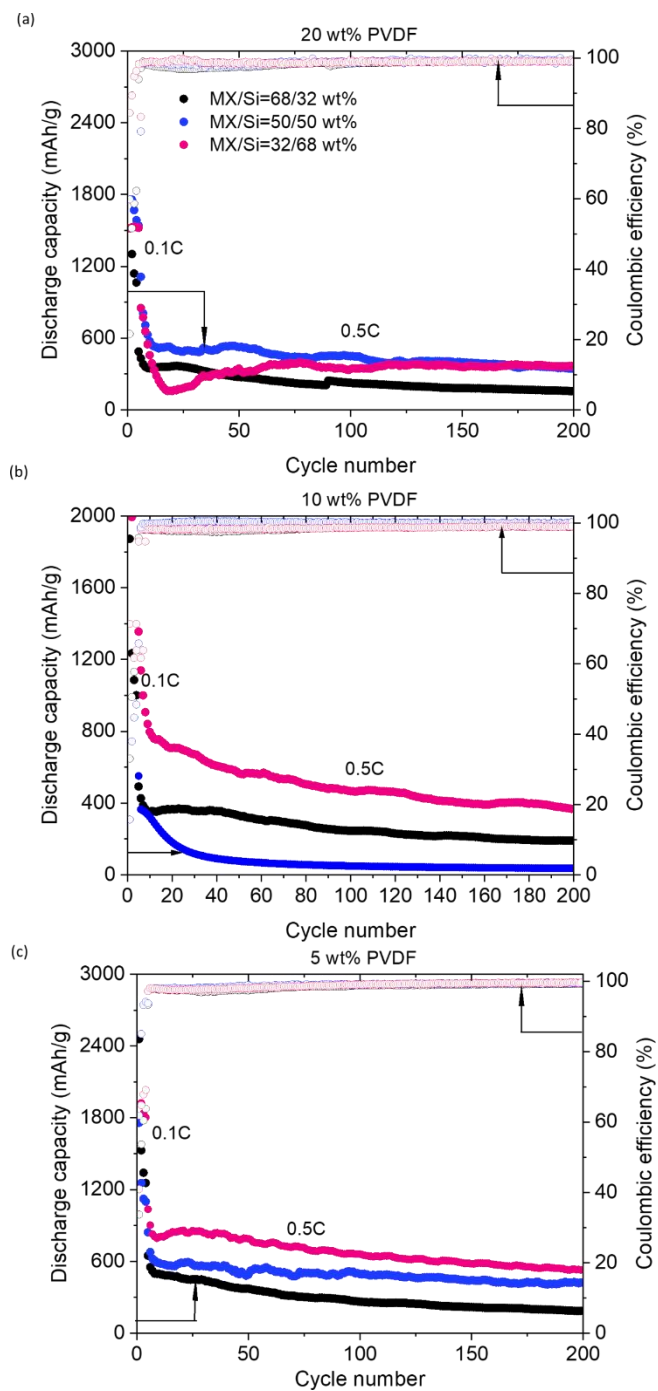 (a)
20 wt% PVDF
3000
2400
1800
1200
600
0
Discharge capacity (mAh/g)
MX/Si=68/32 wt%
MX/Si=50/50 wt%
MX/Si=32/68 wt%
0.1C
0.5C
100
80
60
40
20
0
Coulombic efficiency (%)
0 50 100 150 200
Cycle number
(b)
10 wt% PVDF
2000
1600
1200
800
400
0
Discharge capacity (mAh/g)
0.1C
0.5C
100
80
60
40
20
0
Coulombic efficiency (%)
0 20 40 60 80 100 120 140 160 180 200
Cycle number
(c)
5 wt% PVDF
3000
2400
1800
1200
600
0
Discharge capacity (mAh/g)
0.1C
0.5C
100
80
60
40
20
0
Coulombic efficiency (%)
0 50 100 150 200
Cycle number